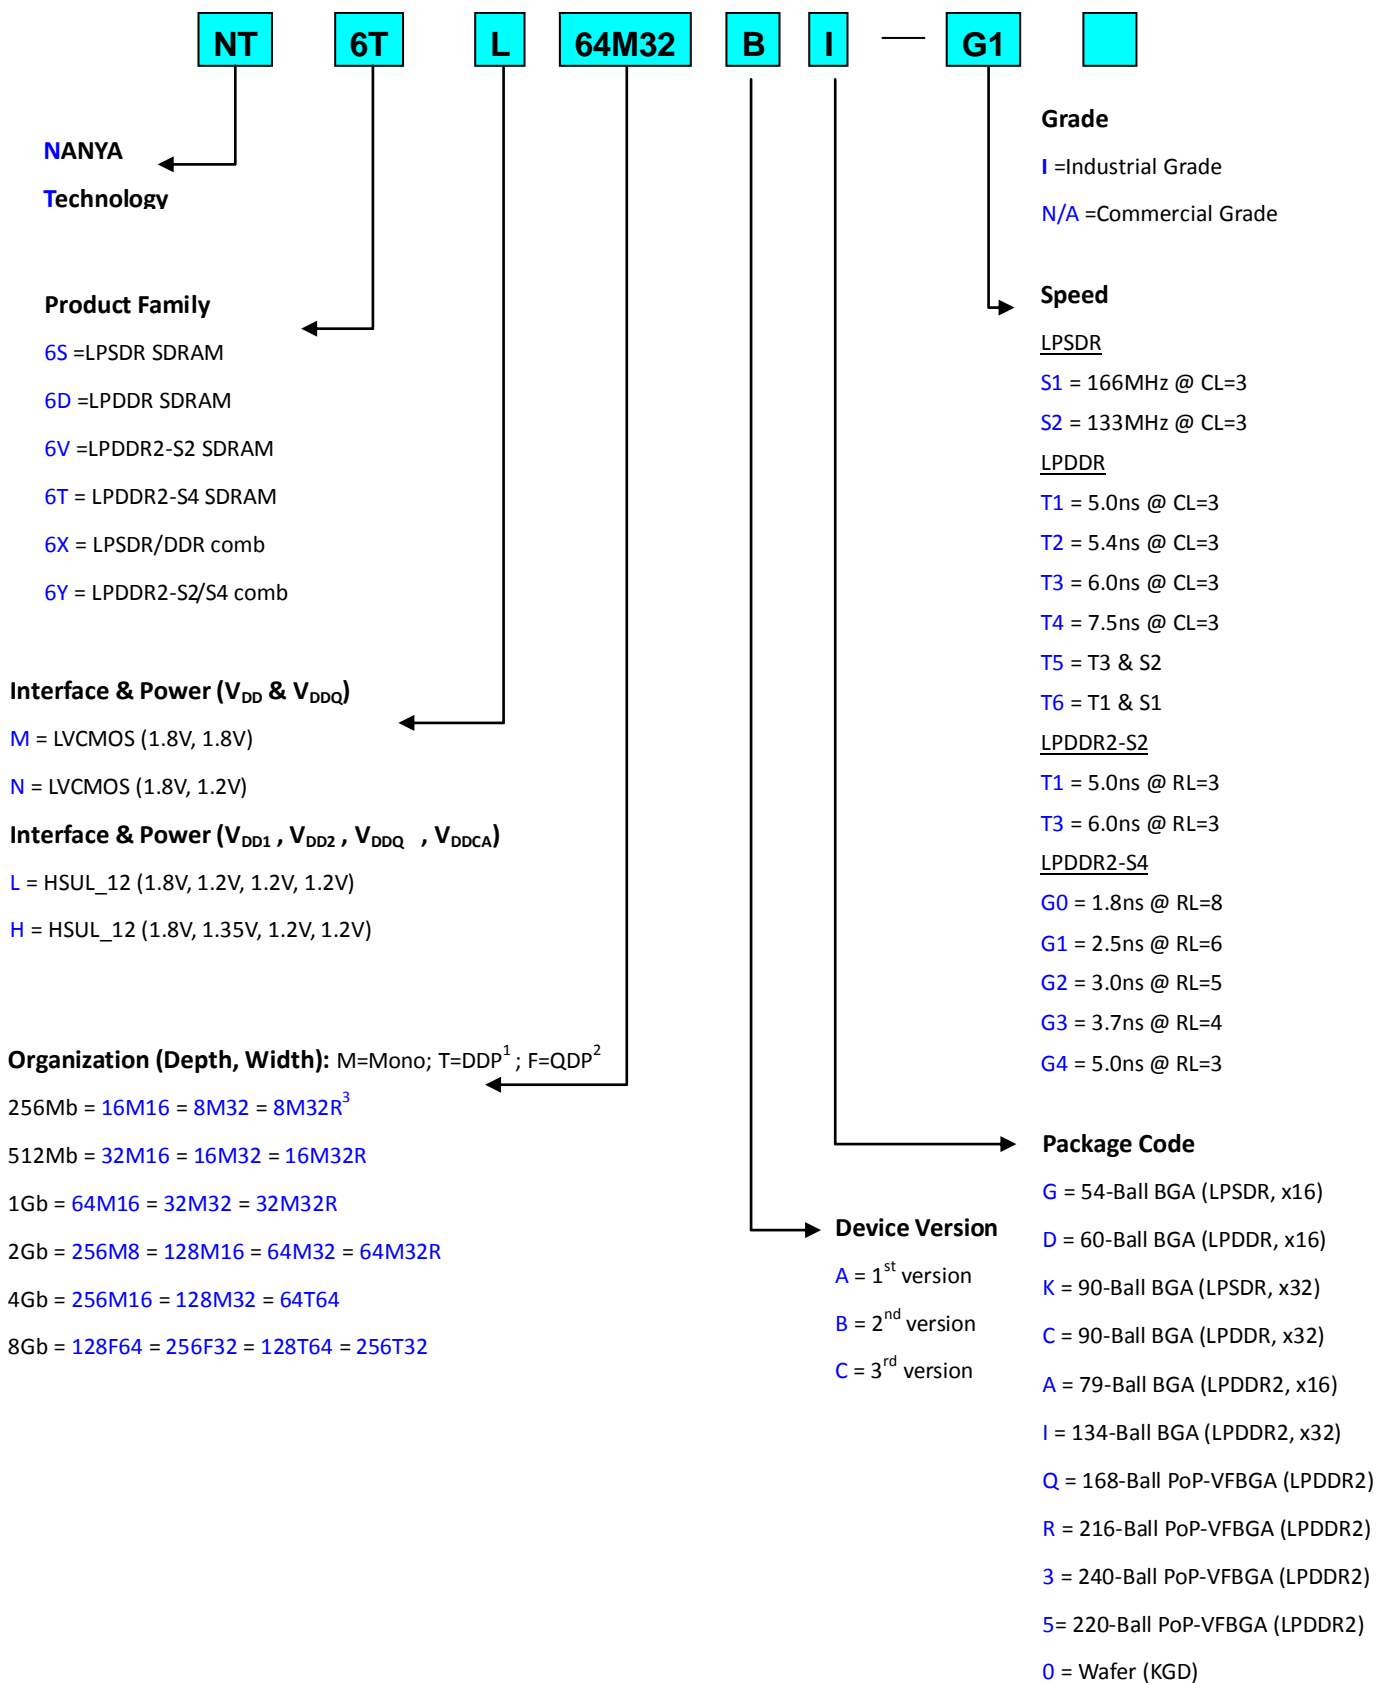 NT 6T L 64M32 B I — G1
NANYA
Technology
Product Family
6S =LPSDR SDRAM
6D =LPDDR SDRAM
6V =LPDDR2-S2 SDRAM
6T = LPDDR2-S4 SDRAM
6X = LPSDR/DDR comb
6Y = LPDDR2-S2/S4 comb
Interface & Power (VDD & VDDQ)
M = LVCMOS (1.8V, 1.8V)
N = LVCMOS (1.8V, 1.2V)
Interface & Power (VDD1 , VDD2 , VDDQ , VDDCA)
L = HSUL_12 (1.8V, 1.2V, 1.2V, 1.2V)
H = HSUL_12 (1.8V, 1.35V, 1.2V, 1.2V)
Organization (Depth, Width): M=Mono; T=DDP1 ; F=QDP2
256Mb = 16M16 = 8M32 = 8M32R3
512Mb = 32M16 = 16M32 = 16M32R
1Gb = 64M16 = 32M32 = 32M32R
2Gb = 256M8 = 128M16 = 64M32 = 64M32R
4Gb = 256M16 = 128M32 = 64T64
8Gb = 128F64 = 256F32 = 128T64 = 256T32
Device Version
A = 1st version
B = 2nd version
C = 3rd version
Grade
I =Industrial Grade
N/A =Commercial Grade
Speed
LPSDR
S1 = 166MHz @ CL=3
S2 = 133MHz @ CL=3
LPDDR
T1 = 5.0ns @ CL=3
T2 = 5.4ns @ CL=3
T3 = 6.0ns @ CL=3
T4 = 7.5ns @ CL=3
T5 = T3 & S2
T6 = T1 & S1
LPDDR2-S2
T1 = 5.0ns @ RL=3
T3 = 6.0ns @ RL=3
LPDDR2-S4
G0 = 1.8ns @ RL=8
G1 = 2.5ns @ RL=6
G2 = 3.0ns @ RL=5
G3 = 3.7ns @ RL=4
G4 = 5.0ns @ RL=3
Package Code
G = 54-Ball BGA (LPSDR, x16)
D = 60-Ball BGA (LPDDR, x16)
K = 90-Ball BGA (LPSDR, x32)
C = 90-Ball BGA (LPDDR, x32)
A = 79-Ball BGA (LPDDR2, x16)
I = 134-Ball BGA (LPDDR2, x32)
Q = 168-Ball PoP-VFBGA (LPDDR2)
R = 216-Ball PoP-VFBGA (LPDDR2)
3 = 240-Ball PoP-VFBGA (LPDDR2)
5= 220-Ball PoP-VFBGA (LPDDR2)
0 = Wafer (KGD)